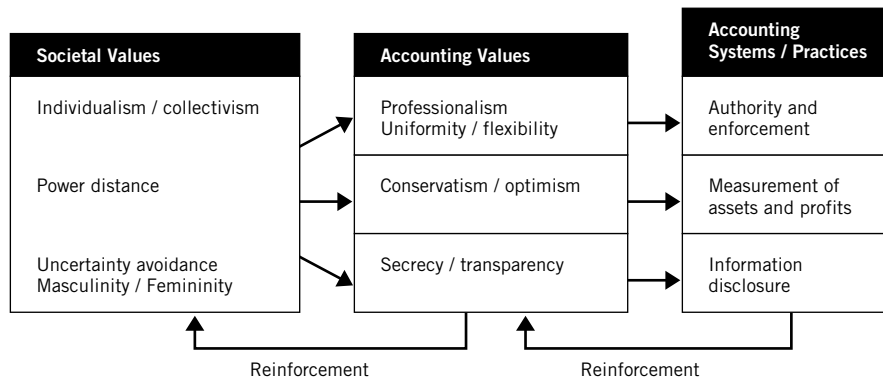 Societal Values
Individualism / collectivism
Power distance
Uncertainty avoidance
Masculinity / Femininity
Accounting Values
Professionalism
Uniformity / flexibility
Conservatism / optimism
Secrecy / transparency
Accounting
Systems / Practices
Authority and
enforcement
Measurement of
assets and profits
Information
disclosure
Reinforcement
Reinforcement